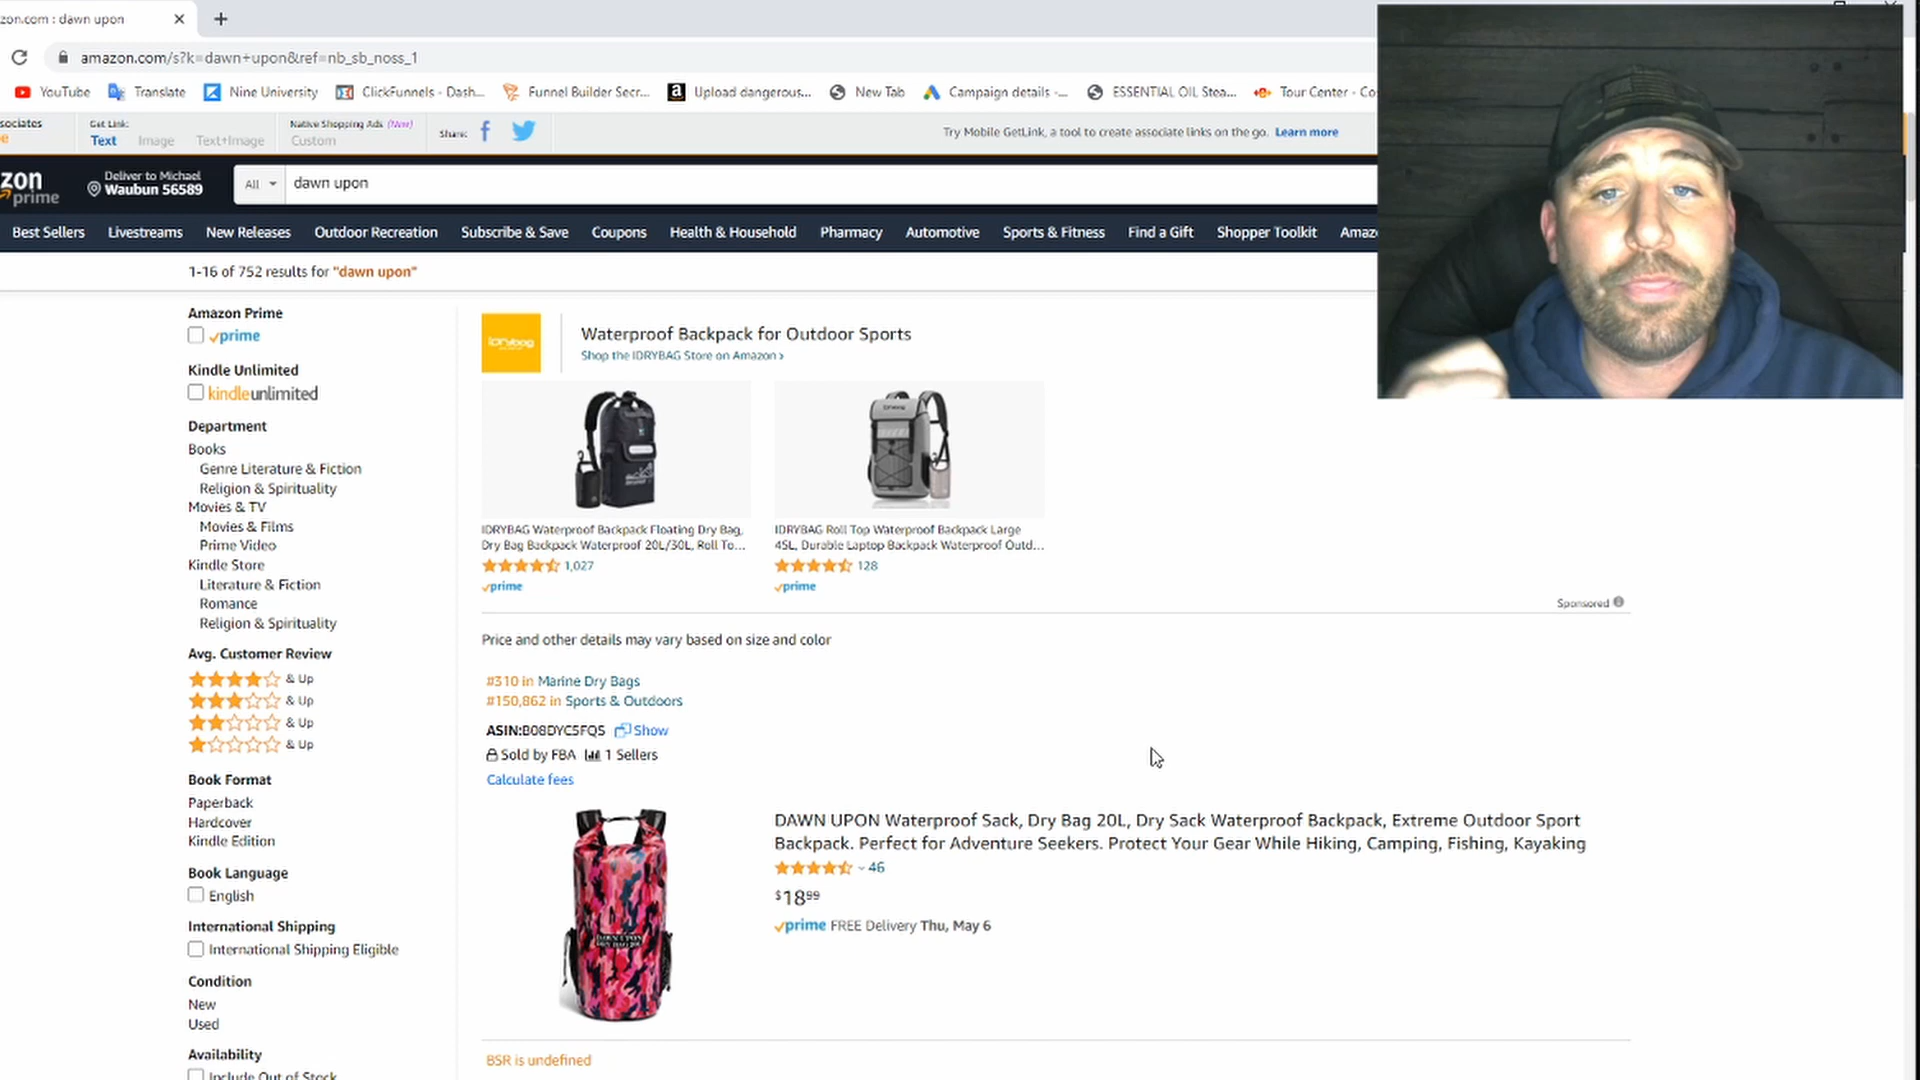 zon.com : dawn upon
amazon.com/s?k=dawn+upon&ref=nb_sb_noss_1
YouTube Translate Nine University ClickFunnels - Dash... Funnel Builder Secr... Upload dangerous... New Tab Campaign details -... ESSENTIAL OIL Stea... Tour Center - Co
sociates
Get Link: Native Shopping Ads (New)
Text Image Text+Image Custom
Share:
Try Mobile GetLink, a tool to create associate links on the go. Learn more
zon prime
Deliver to Michael
Waubun 56589
All dawn upon
Best Sellers Livestreams New Releases Outdoor Recreation Subscribe & Save Coupons Health & Household Pharmacy Automotive Sports & Fitness Find a Gift Shopper Toolkit Amaz
1-16 of 752 results for "dawn upon"
Amazon Prime
prime
Kindle Unlimited
kindleunlimited
Department
Books
Genre Literature & Fiction
Religion & Spirituality
Movies & TV
Movies & Films
Prime Video
Kindle Store
Literature & Fiction
Romance
Religion & Spirituality
Avg. Customer Review
& Up
& Up
& Up
& Up
Book Format
Paperback
Hardcover
Kindle Edition
Book Language
English
International Shipping
International Shipping Eligible
Condition
New
Used
Availability
Include Out of Stock
IDrybag
Waterproof Backpack for Outdoor Sports
Shop the IDRYBAG Store on Amazon ›
IDRYBAG Waterproof Backpack Floating Dry Bag,
Dry Bag Backpack Waterproof 20L/30L, Roll To...
1,027
prime
IDRYBAG Roll Top Waterproof Backpack Large
45L, Durable Laptop Backpack Waterproof Outd...
128
prime
Sponsored
Price and other details may vary based on size and color
#310 in Marine Dry Bags
#150,862 in Sports & Outdoors
ASIN:B08DYC5FQS Show
Sold by FBA 1 Sellers
Calculate fees
DAWN UPON
DRY BAG 20L
DAWN UPON Waterproof Sack, Dry Bag 20L, Dry Sack Waterproof Backpack, Extreme Outdoor Sport
Backpack. Perfect for Adventure Seekers. Protect Your Gear While Hiking, Camping, Fishing, Kayaking
46
$18.99
prime FREE Delivery Thu, May 6
BSR is undefined